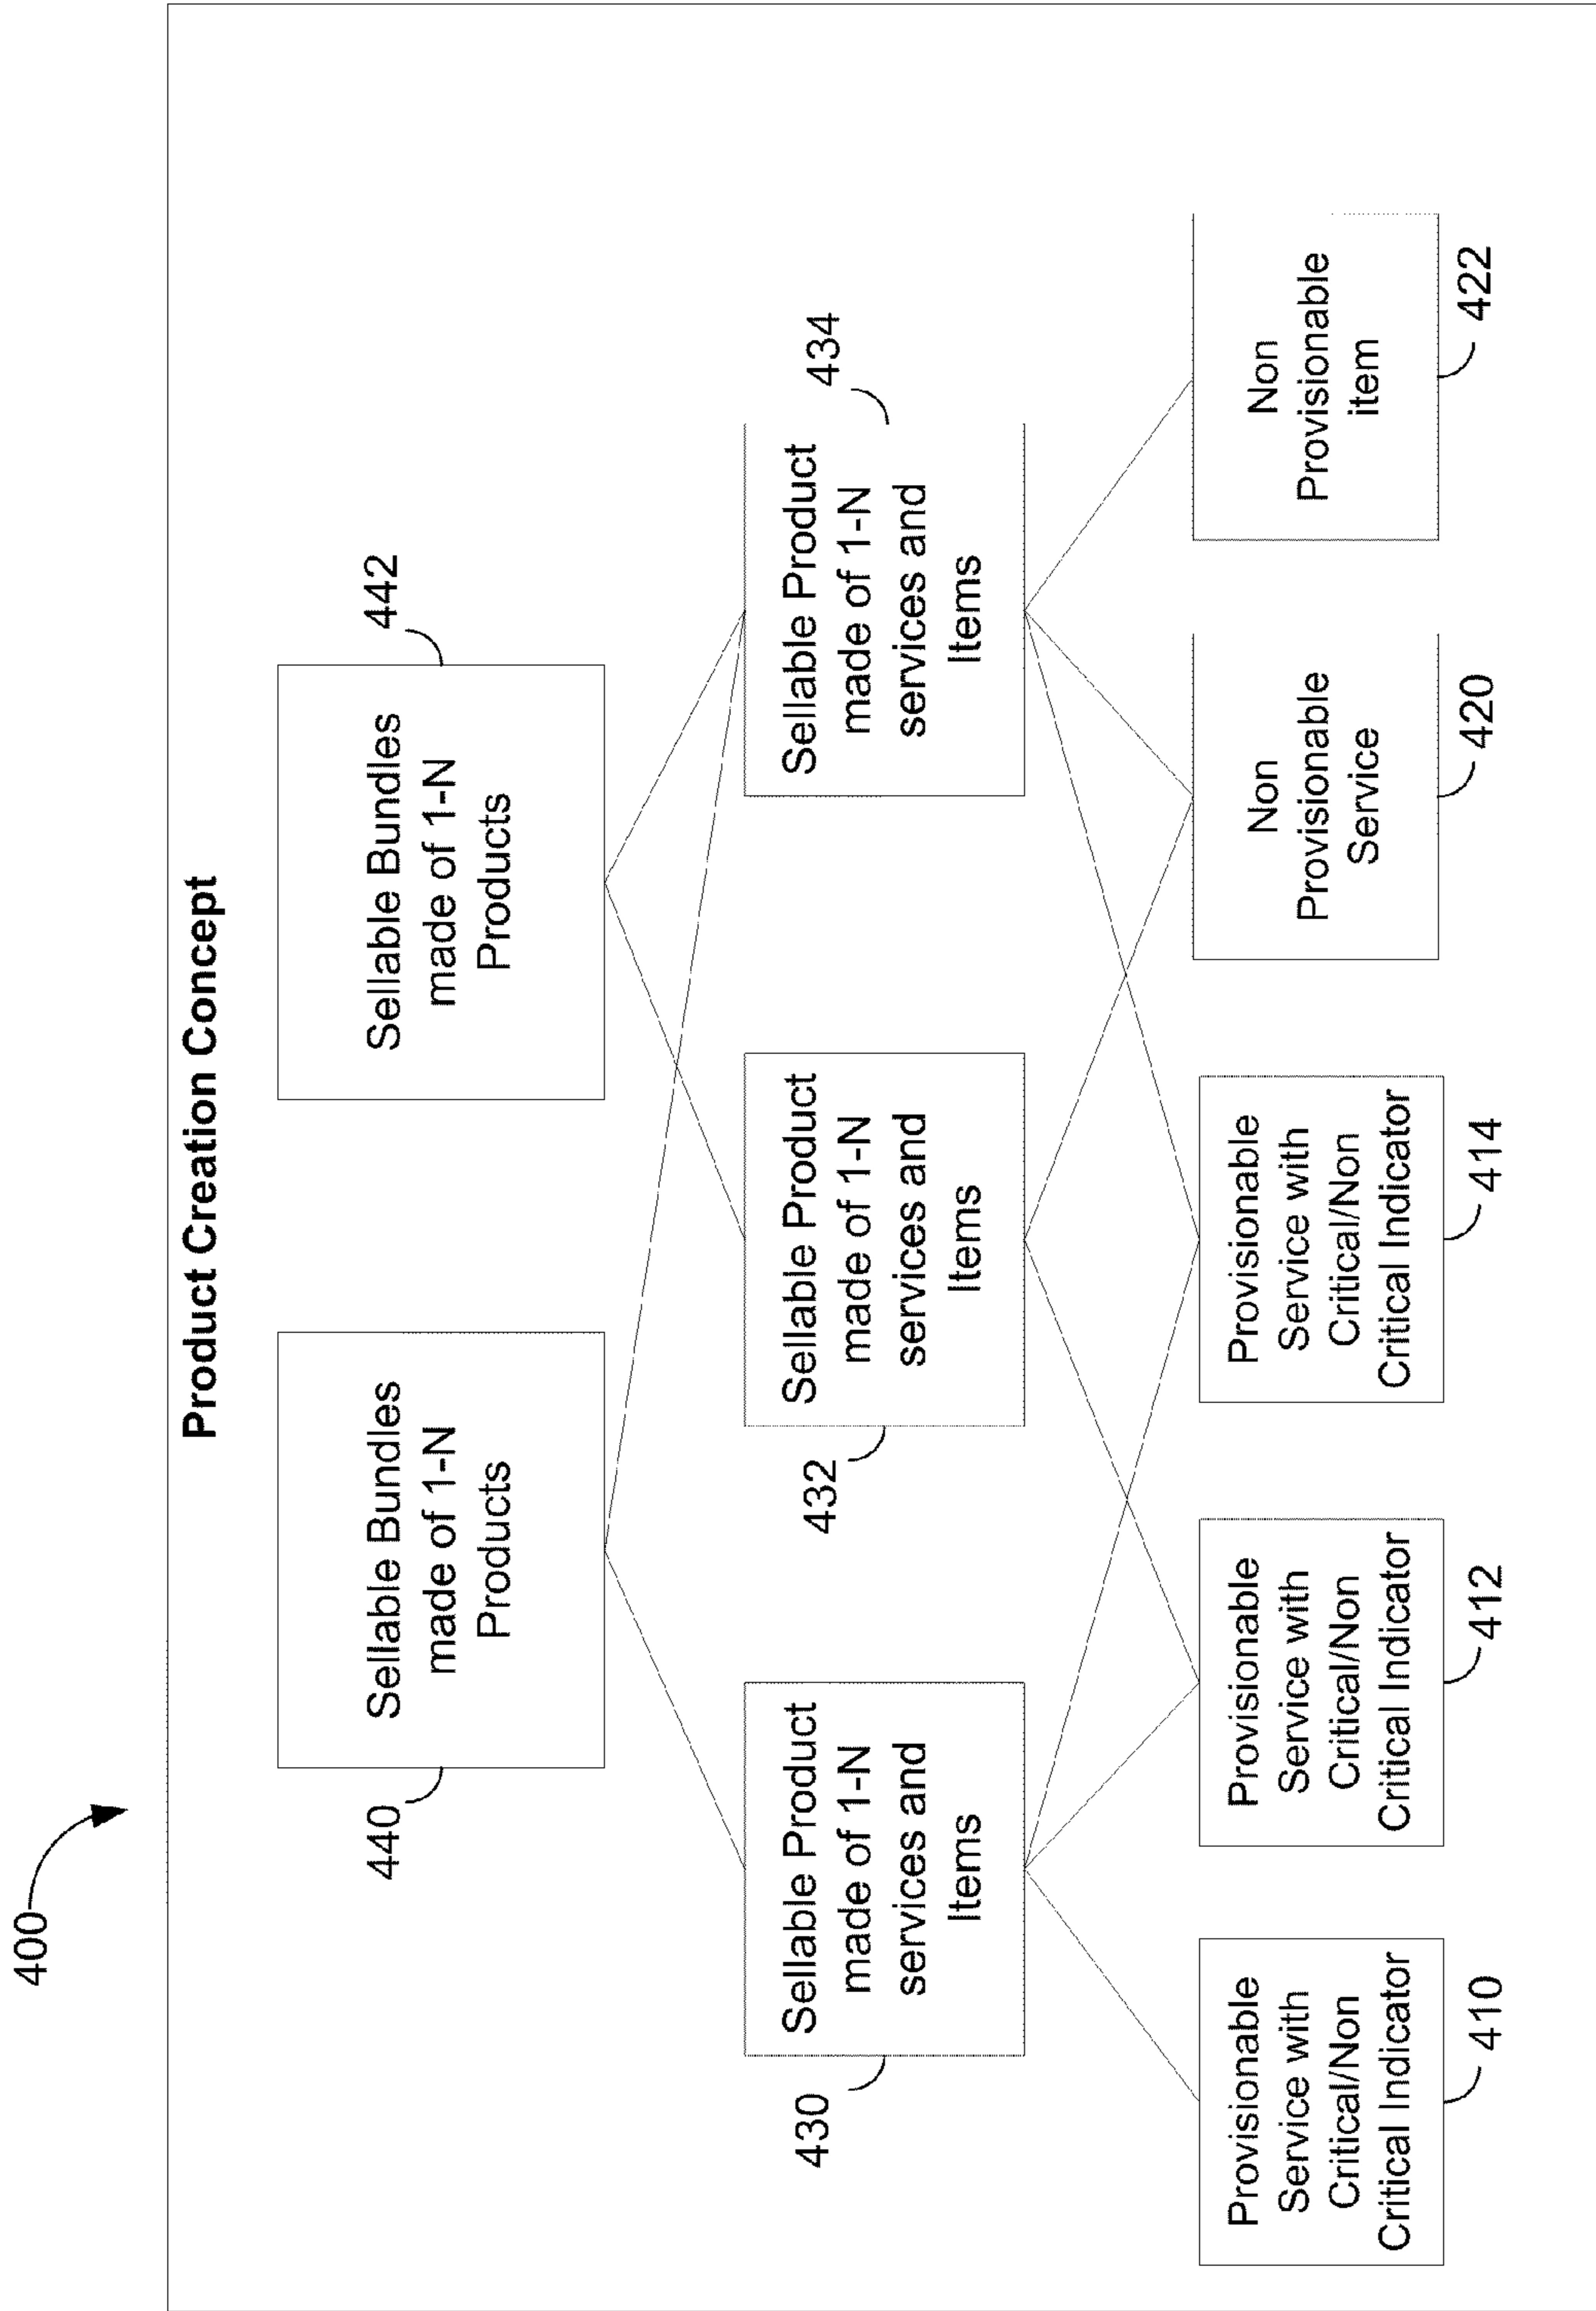 400
Product Creation Concept
440
Sellable Bundles
made of 1-N
Products
442
Sellable Bundles
made of 1-N
Products
430
Sellable Product
made of 1-N
services and
Items
432
Sellable Product
made of 1-N
services and
Items
434
Sellable Product
made of 1-N
services and
Items
Provisionable
Service with
Critical/Non
Critical Indicator
410
Provisionable
Service with
Critical/Non
Critical Indicator
412
Provisionable
Service with
Critical/Non
Critical Indicator
414
Non
Provisionable
Service
420
Non
Provisionable
item
422